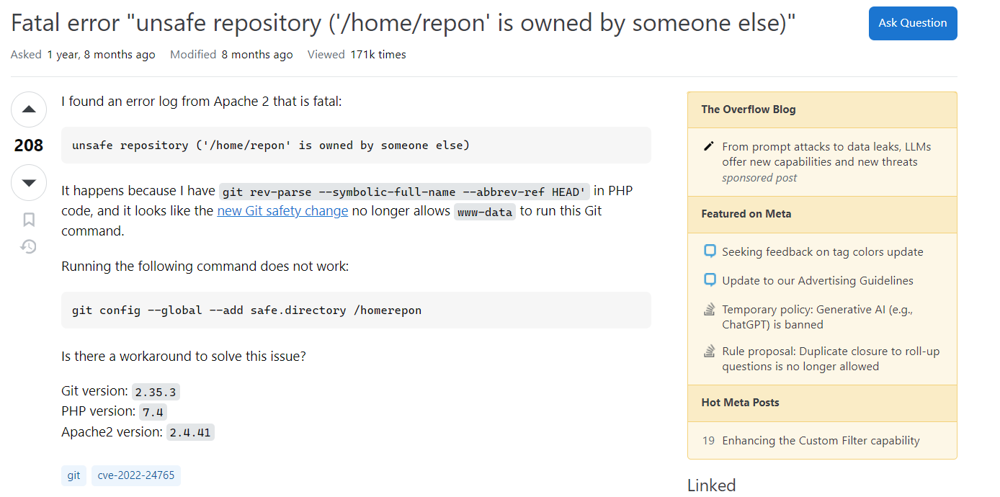 Fatal error "unsafe repository ('/home/repon' is owned by someone else)"
Ask Question
Asked 1 year, 8 months ago Modified 8 months ago Viewed 171k times
208
I found an error log from Apache 2 that is fatal:
unsafe repository ('/home/repon' is owned by someone else)
It happens because I have git rev-parse --symbolic-full-name --abbrev-ref HEAD' in PHP
code, and it looks like the new Git safety change no longer allows www-data to run this Git
command.
Running the following command does not work:
git config --global --add safe.directory /homerepon
Is there a workaround to solve this issue?
Git version: 2.35.3
PHP version: 7.4
Apache2 version: 2.4.41
git cve-2022-24765
The Overflow Blog
From prompt attacks to data leaks, LLMs
offer new capabilities and new threats
sponsored post
Featured on Meta
Seeking feedback on tag colors update
Update to our Advertising Guidelines
Temporary policy: Generative AI (e.g.,
ChatGPT) is banned
Rule proposal: Duplicate closure to roll-up
questions is no longer allowed
Hot Meta Posts
19 Enhancing the Custom Filter capability
Linked